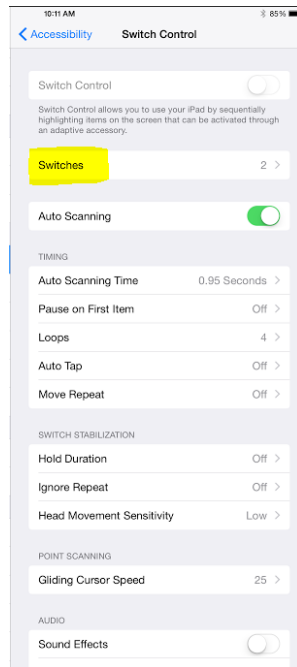 10:11 AM 85%
Accessibility Switch Control
Switch Control
Switch Control allows you to use your iPad by sequentially
highlighting items on the screen that can be activated through
an adaptive accessory.
Switches 2
Auto Scanning
TIMING
Auto Scanning Time 0.95 Seconds
Pause on First Item Off
Loops 4
Auto Tap Off
Move Repeat Off
SWITCH STABILIZATION
Hold Duration Off
Ignore Repeat Off
Head Movement Sensitivity Low
POINT SCANNING
Gliding Cursor Speed 25
AUDIO
Sound Effects